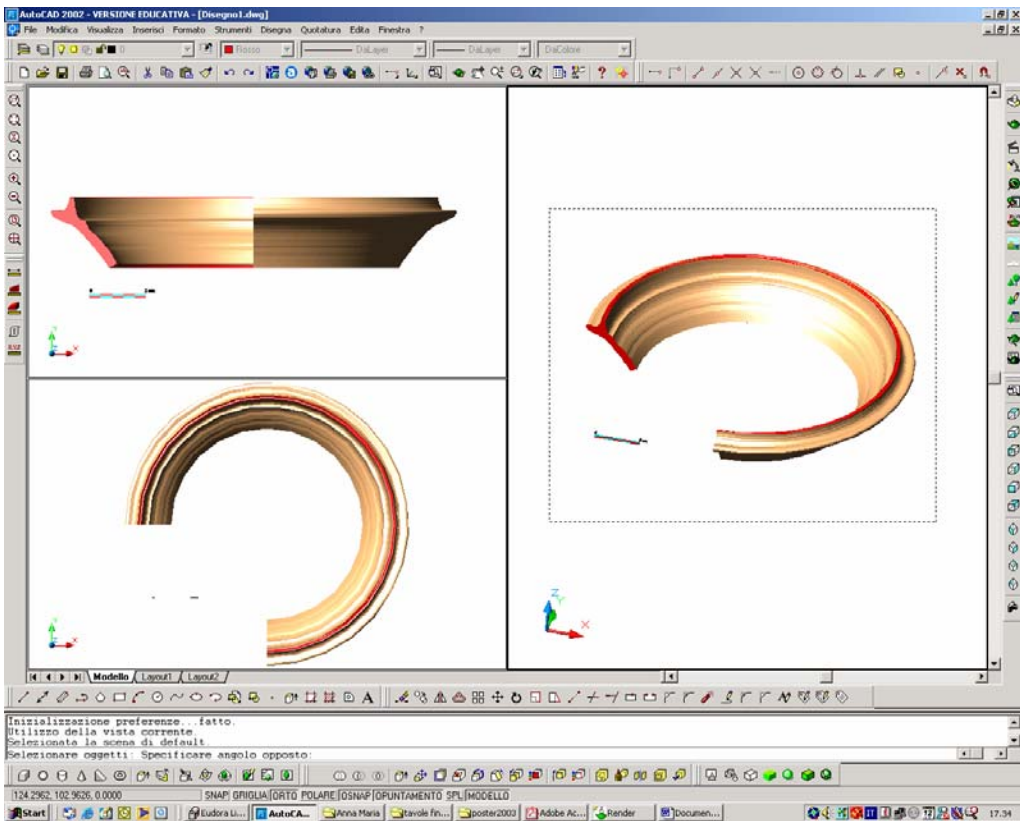 AutoCAD 2002 - VERSIONE EDUCATIVA - [Disegno1.dwg]
File Modifica Visualizza Inserisci Formato Strumenti Disegna Quotatura Edita Finestra ?
0 Rosso DaLayer DaLayer DaColore
Z
X
Y
X
Z
Y
X
Modello Layout1 Layout2
Inizializzazione preferenze...fatto.
Utilizzo della vista corrente.
Selezionata la scena di default.
Selezionare oggetti: Specificare angolo opposto:
124.2962, 102.9626, 0.0000 SNAP GRIGLIA ORTO POLARE OSNAP OPUNTAMENTO SPL MODELLO
Start Eudora Li... AutoCA... Anna Maria tavole fin... poster2003 Adobe Ac... Render Documen... 17.34